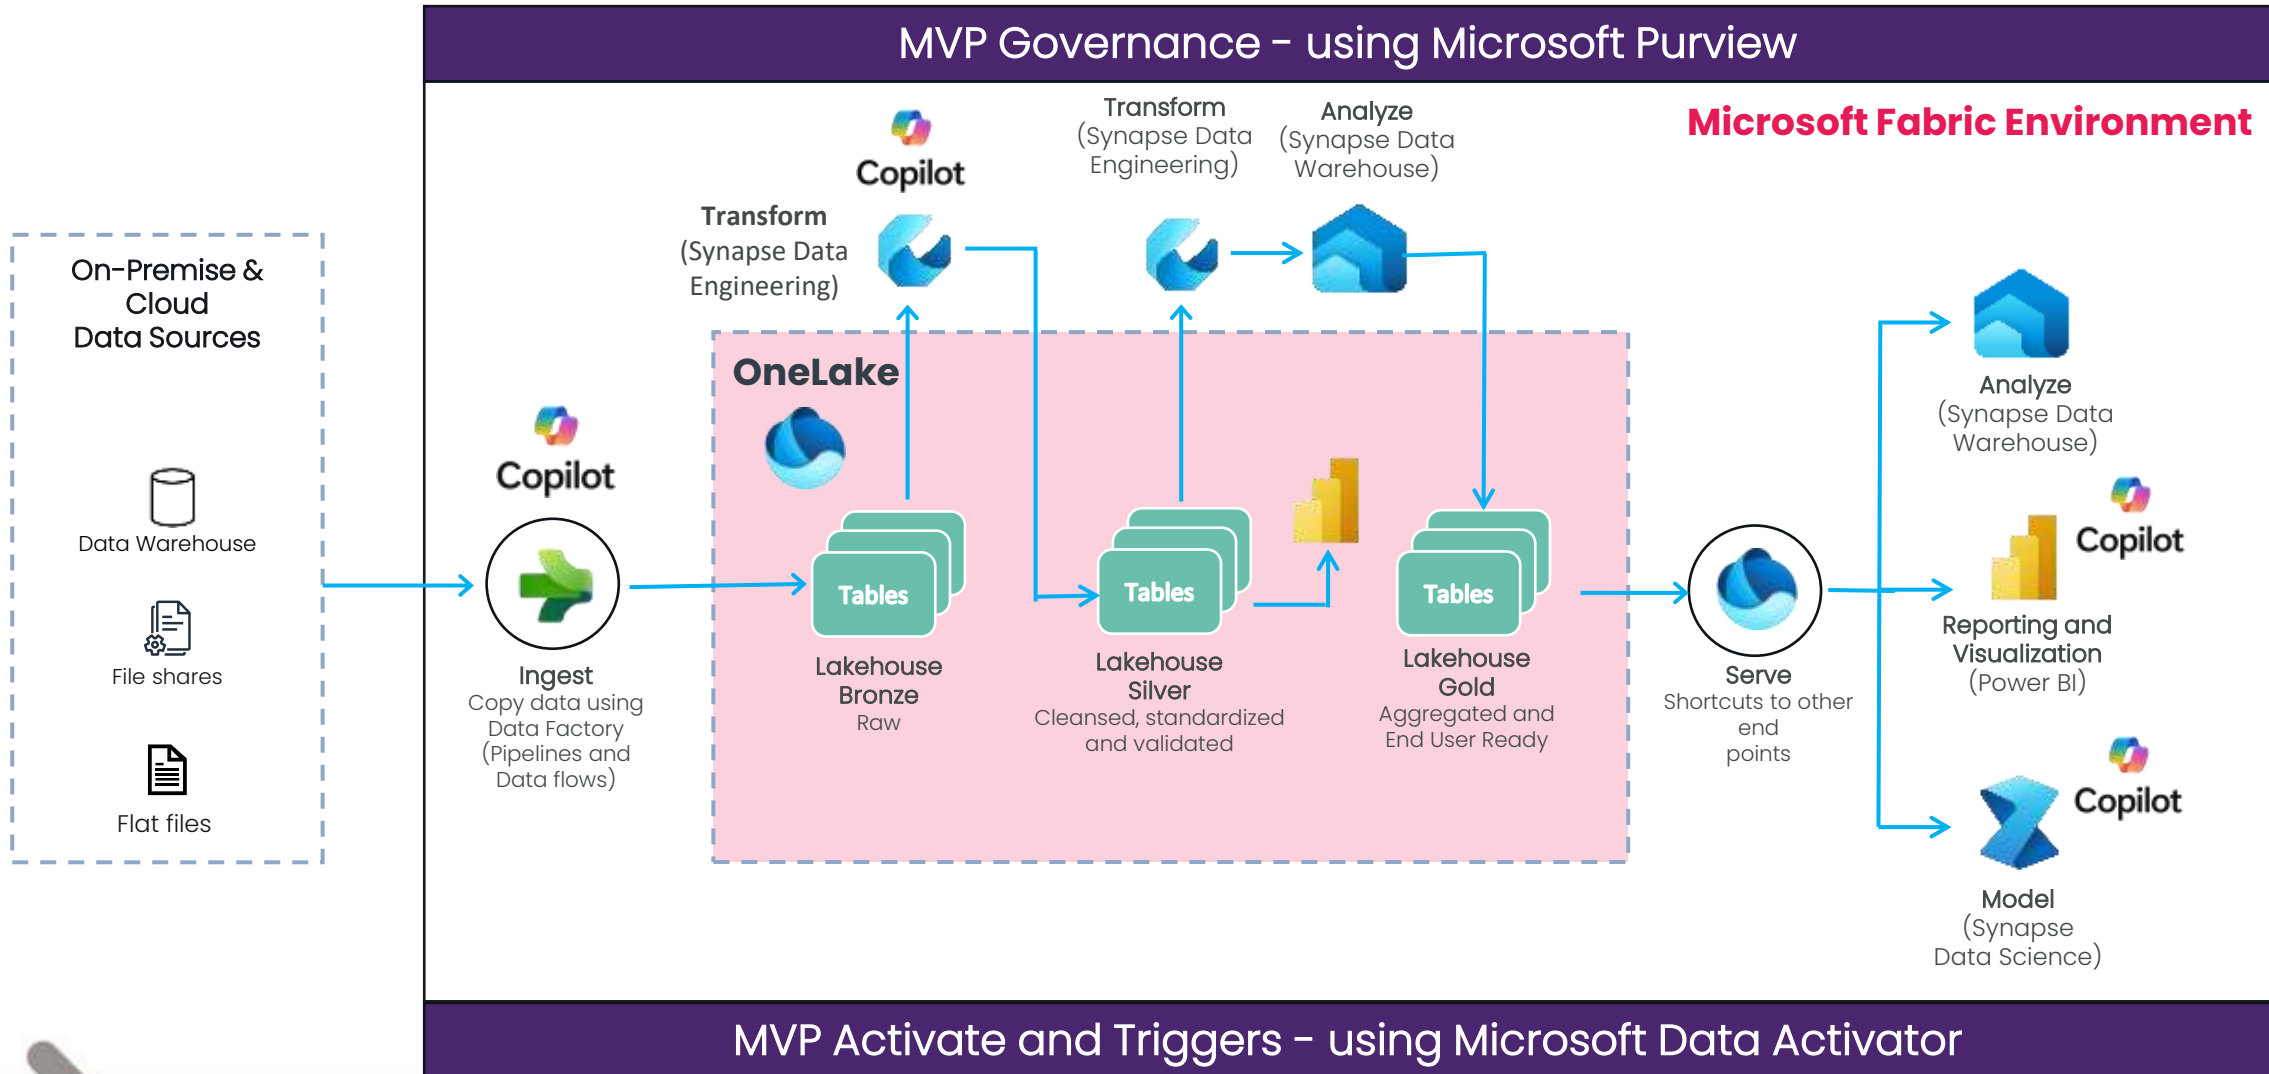 MVP Governance - using Microsoft Purview
Microsoft Fabric Environment
On-Premise &
Cloud
Data Sources
Data Warehouse
File shares
Flat files
Copilot
Ingest
Copy data using
Data Factory
(Pipelines and
Data flows)
Transform
(Synapse Data
Engineering)
Copilot
Transform
(Synapse Data
Engineering)
Analyze
(Synapse Data
Warehouse)
OneLake
Tables
Lakehouse
Bronze
Raw
Tables
Lakehouse
Silver
Cleansed, standardized
and validated
Tables
Lakehouse
Gold
Aggregated and
End User Ready
Serve
Shortcuts to other
end
points
Analyze
(Synapse Data
Warehouse)
Copilot
Reporting and
Visualization
(Power BI)
Copilot
Model
(Synapse
Data Science)
MVP Activate and Triggers - using Microsoft Data Activator